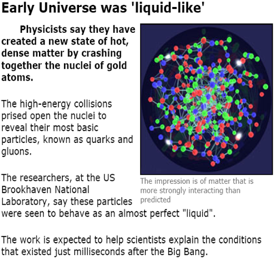 Early Universe was 'liquid-like'
Physicists say they have
created a new state of hot,
dense matter by crashing
together the nuclei of gold
atoms.
The high-energy collisions
prised open the nuclei to
reveal their most basic
particles, known as quarks and
gluons.
The researchers, at the US
Brookhaven National
Laboratory, say these particles
were seen to behave as an almost perfect "liquid".
The impression is of matter that is
more strongly interacting than
predicted
The work is expected to help scientists explain the conditions
that existed just milliseconds after the Big Bang.